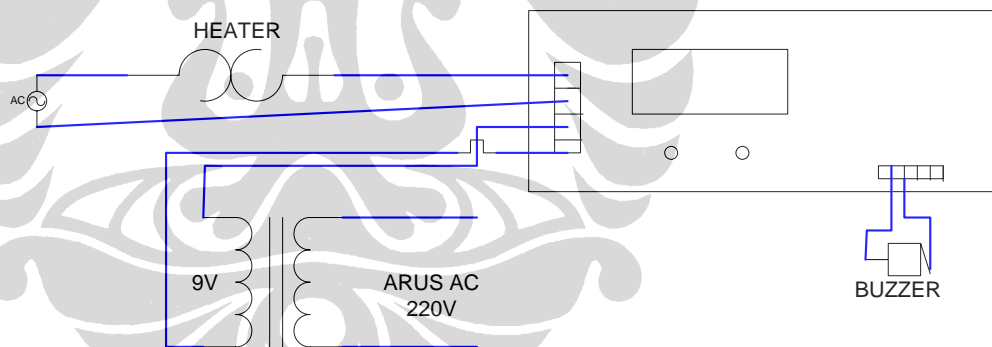 HEATER
AC
9V
ARUS AC
220V
BUZZER